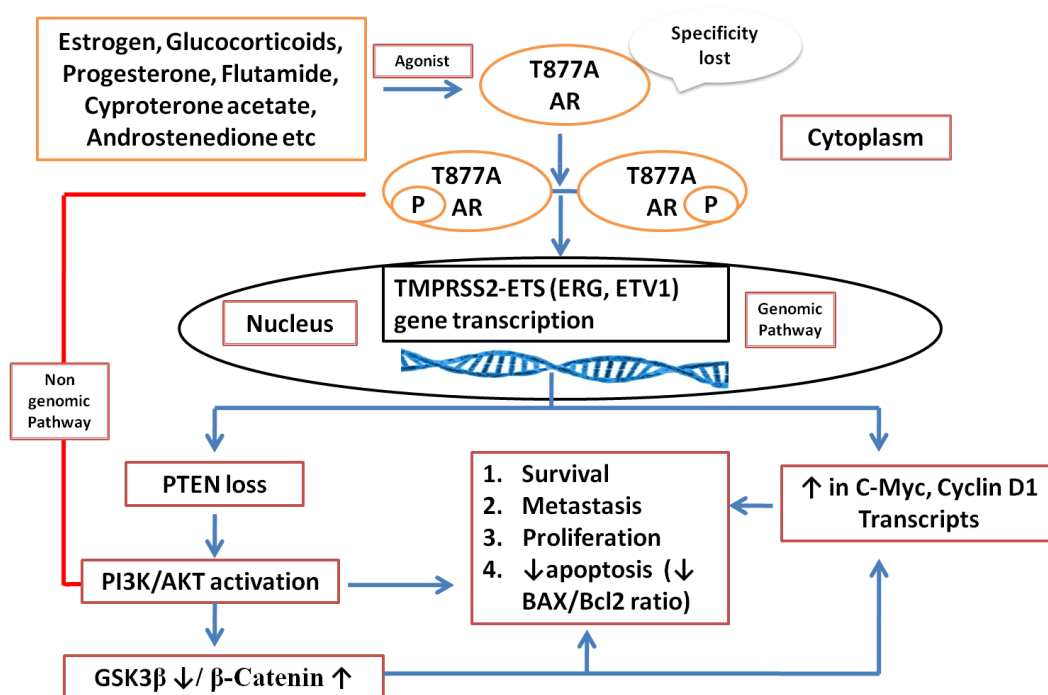 Estrogen, Glucocorticoids,
Progesterone, Flutamide,
Cyproterone acetate,
Androstenedione etc
Agonist
T877A
AR
Specificity
lost
Cytoplasm
T877A
AR
P
T877A
AR
P
TMPRSS2-ETS (ERG, ETV1)
gene transcription
Nucleus
Genomic
Pathway
Non
genomic
Pathway
PTEN loss
1. Survival
2. Metastasis
3. Proliferation
4. ↓apoptosis (↓
BAX/Bcl2 ratio)
↑ in C-Myc, Cyclin D1
Transcripts
PI3K/AKT activation
GSK3β ↓/ β-Catenin ↑